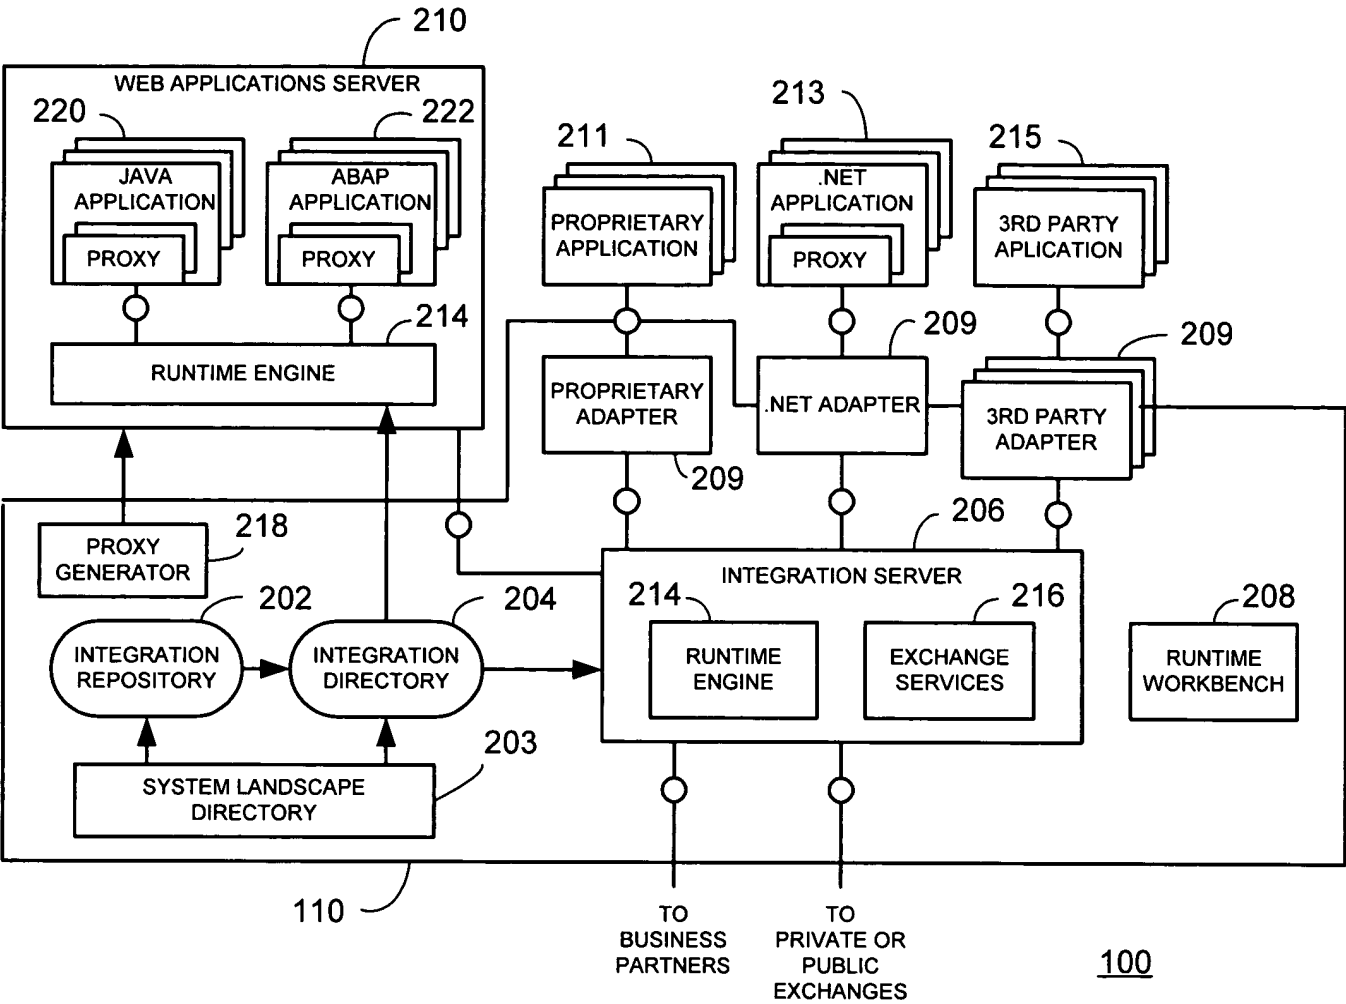 210
WEB APPLICATIONS SERVER
220
222
JAVA
APPLICATION
PROXY
ABAP
APPLICATION
PROXY
214
RUNTIME ENGINE
211
PROPRIETARY
APPLICATION
213
.NET
APPLICATION
PROXY
215
3RD PARTY
APLICATION
PROPRIETARY
ADAPTER
209
209
.NET ADAPTER
209
3RD PARTY
ADAPTER
PROXY
GENERATOR
218
202
INTEGRATION
REPOSITORY
204
INTEGRATION
DIRECTORY
203
SYSTEM LANDSCAPE
DIRECTORY
206
INTEGRATION SERVER
214
RUNTIME
ENGINE
216
EXCHANGE
SERVICES
208
RUNTIME
WORKBENCH
110
TO
BUSINESS
PARTNERS
TO
PRIVATE OR
PUBLIC
EXCHANGES
100